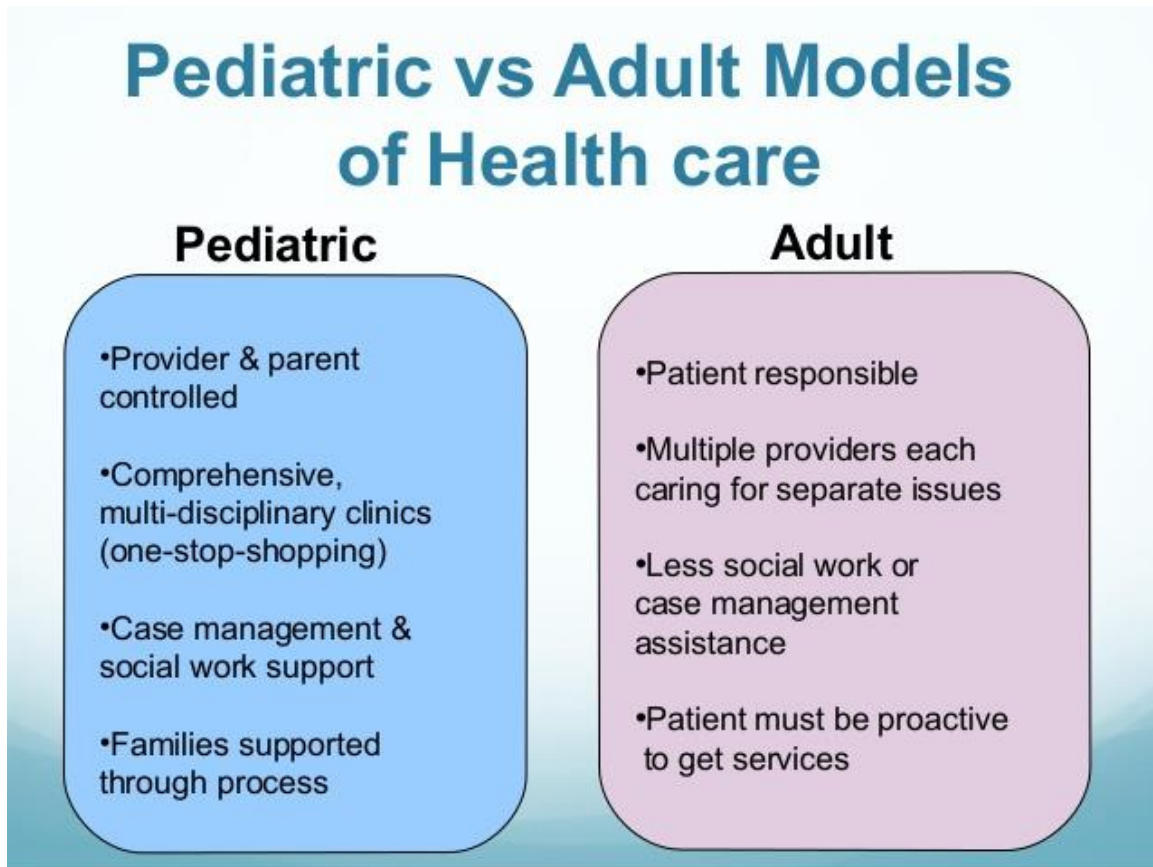 Pediatric vs Adult Models
of Health care
Pediatric
•Provider & parent
controlled
•Comprehensive,
multi-disciplinary clinics
(one-stop-shopping)
•Case management &
social work support
•Families supported
through process
Adult
•Patient responsible
•Multiple providers each
caring for separate issues
•Less social work or
case management
assistance
•Patient must be proactive
to get services